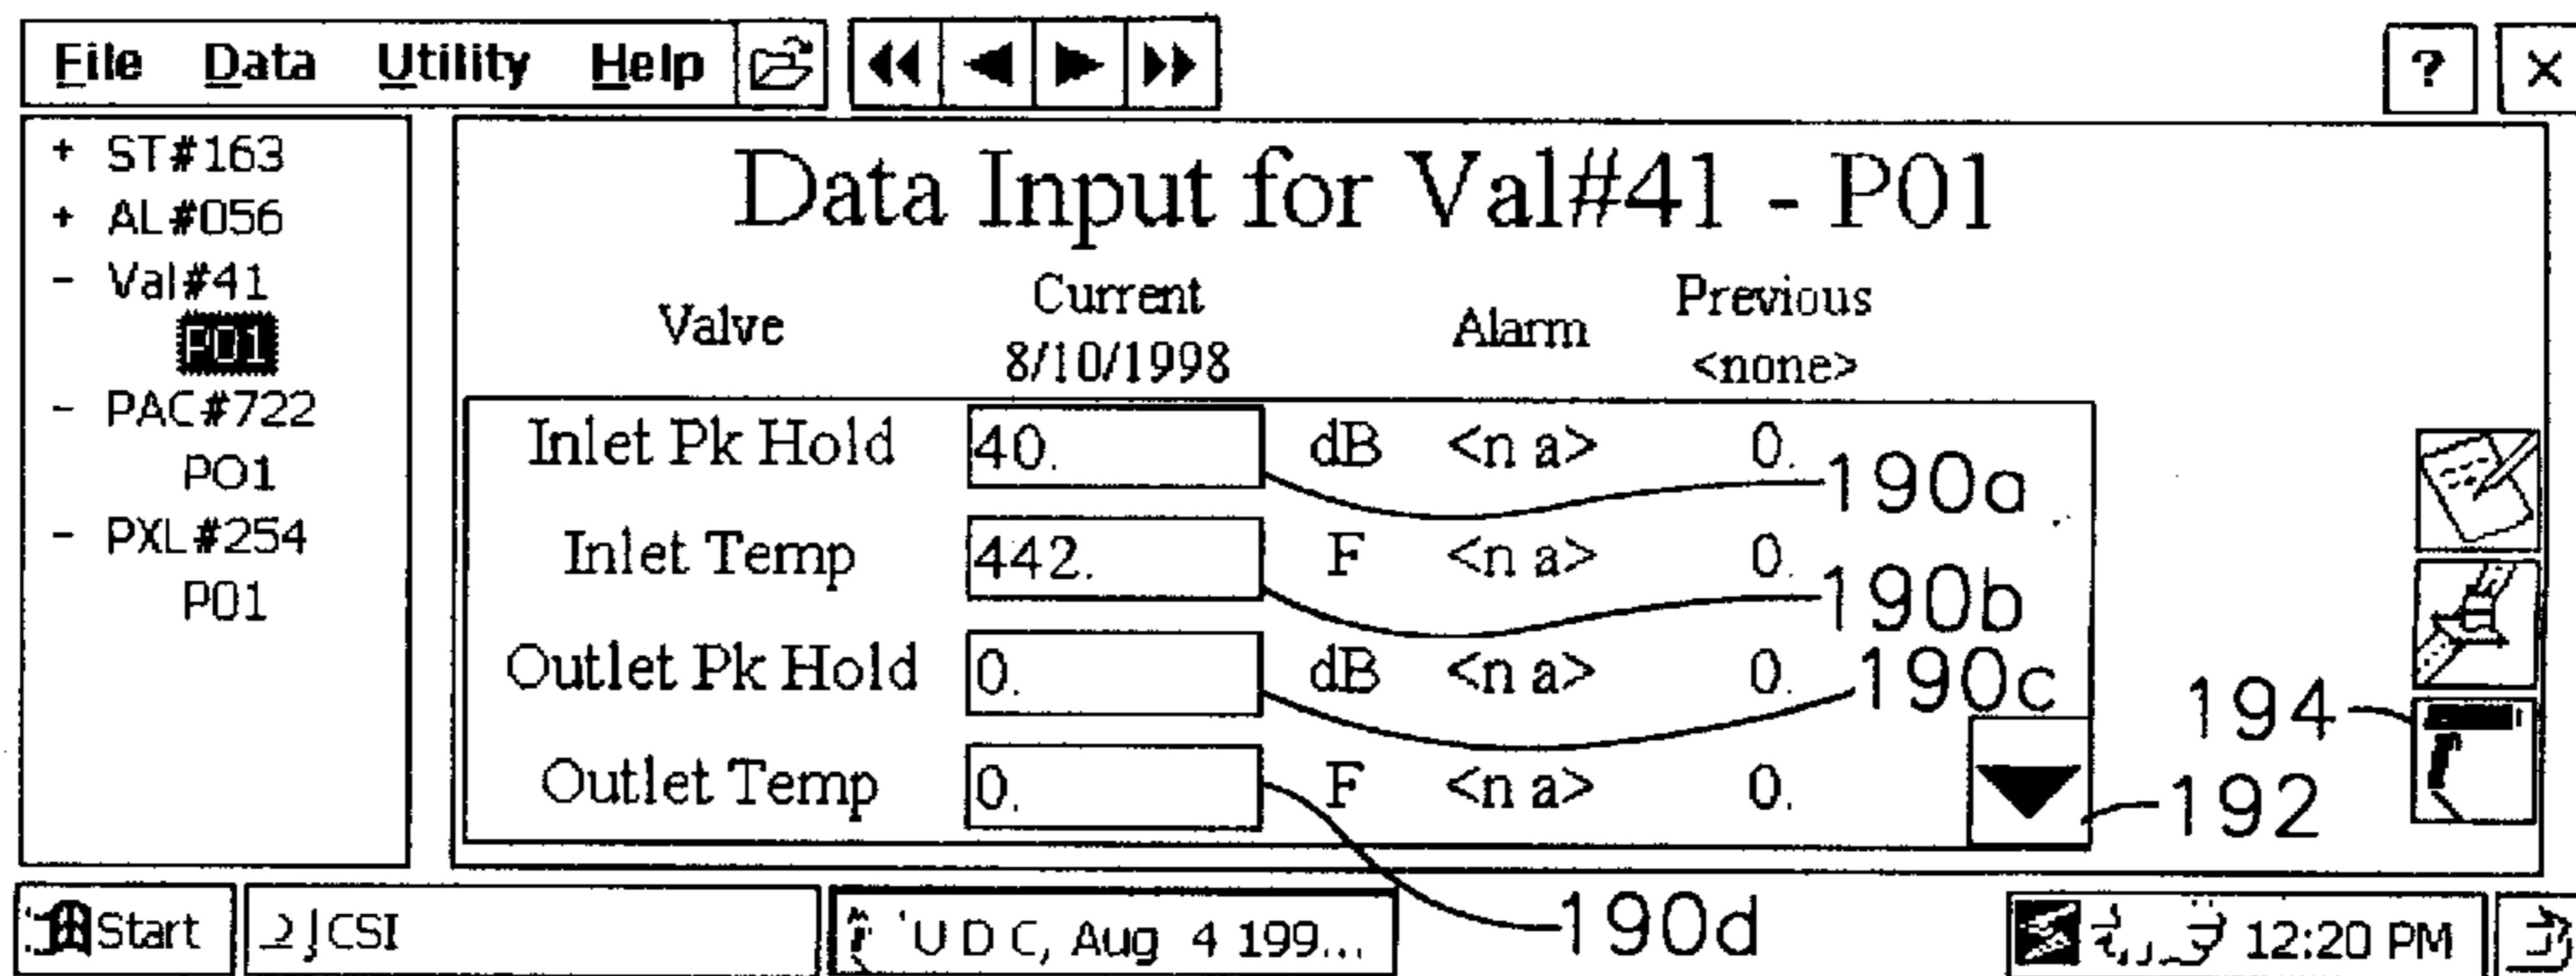 File Data Utility Help ? ×
+ ST#163
+ AL#056
- Val#41
P01
- PAC#722
PO1
- PXL#254
P01
Data Input for Val#41 - P01
Valve Current 8/10/1998 Alarm Previous <none>
Inlet Pk Hold 40. dB <n a> 0. 190a
Inlet Temp 442. F <n a> 0. 190b
Outlet Pk Hold 0. dB <n a> 0. 190c
Outlet Temp 0. F <n a> 0.
194
192
190d
Start CSI U D C, Aug 4 199... 12:20 PM